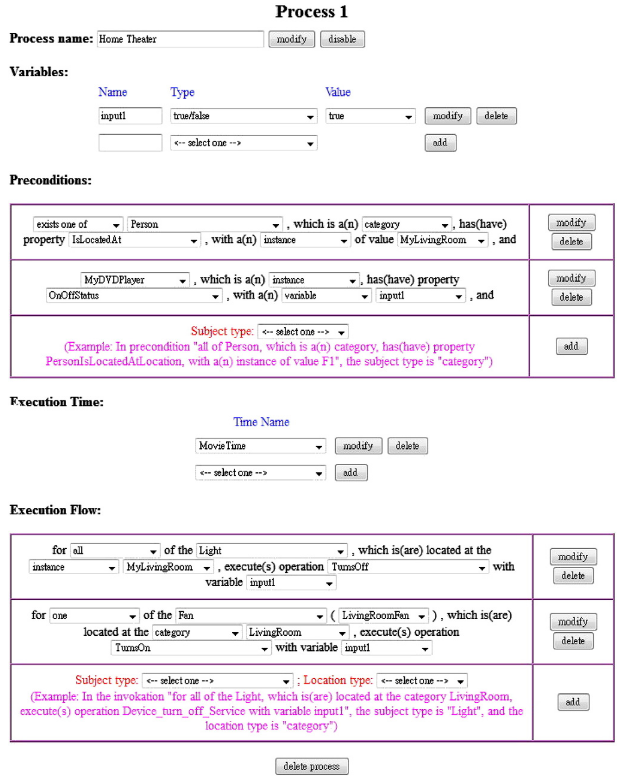 Process 1
Process name: Home Theater modify disable
Variables:
Name Type Value
input1 true/false true modify delete
<-- select one --> add
Preconditions:
exists one of Person , which is a(n) category , has(have)
property IsLocatedAt , with a(n) instance of value MyLivingRoom , and
modify
delete
MyDVDPlayer , which is a(n) instance , has(have) property
OnOffStatus , with a(n) variable input1 , and
modify
delete
Subject type: <-- select one -->
(Example: In precondition "all of Person, which is a(n) category, has(have) property
PersonIsLocatedAtLocation, with a(n) instance of value F1", the subject type is "category")
add
Execution Time:
Time Name
MovieTime modify delete
<-- select one --> add
Execution Flow:
for all of the Light , which is(are) located at the
instance MyLivingRoom , execute(s) operation TurnsOff with
variable input1
modify
delete
for one of the Fan ( LivingRoomFan ) , which is(are)
located at the category LivingRoom , execute(s) operation
TurnsOn with variable input1
modify
delete
Subject type: <-- select one --> ; Location type: <-- select one -->
(Example: In the invokation "for all of the Light, which is(are) located at the category LivingRoom,
execute(s) operation Device_turn_off_Service with variable input1", the subject type is "Light", and the
location type is "category")
add
delete process